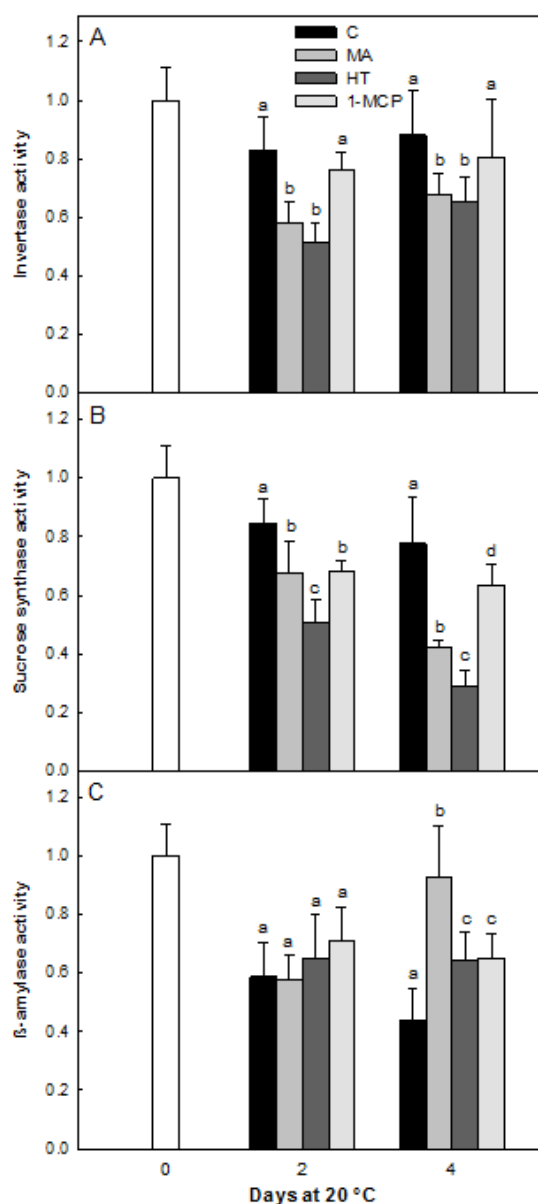 A
C
MA
HT
1-MCP
Invertase activity
1.2
1.0
0.8
0.6
0.4
0.2
0.0
a
b
b
a
a
b
b
a
B
Sucrose synthase activity
1.2
1.0
0.8
0.6
0.4
0.2
0.0
a
b
c
b
a
b
c
d
C
ß-amylase activity
1.2
1.0
0.8
0.6
0.4
0.2
0.0
a
a
a
a
a
b
c
c
0 2 4
Days at 20 ºC